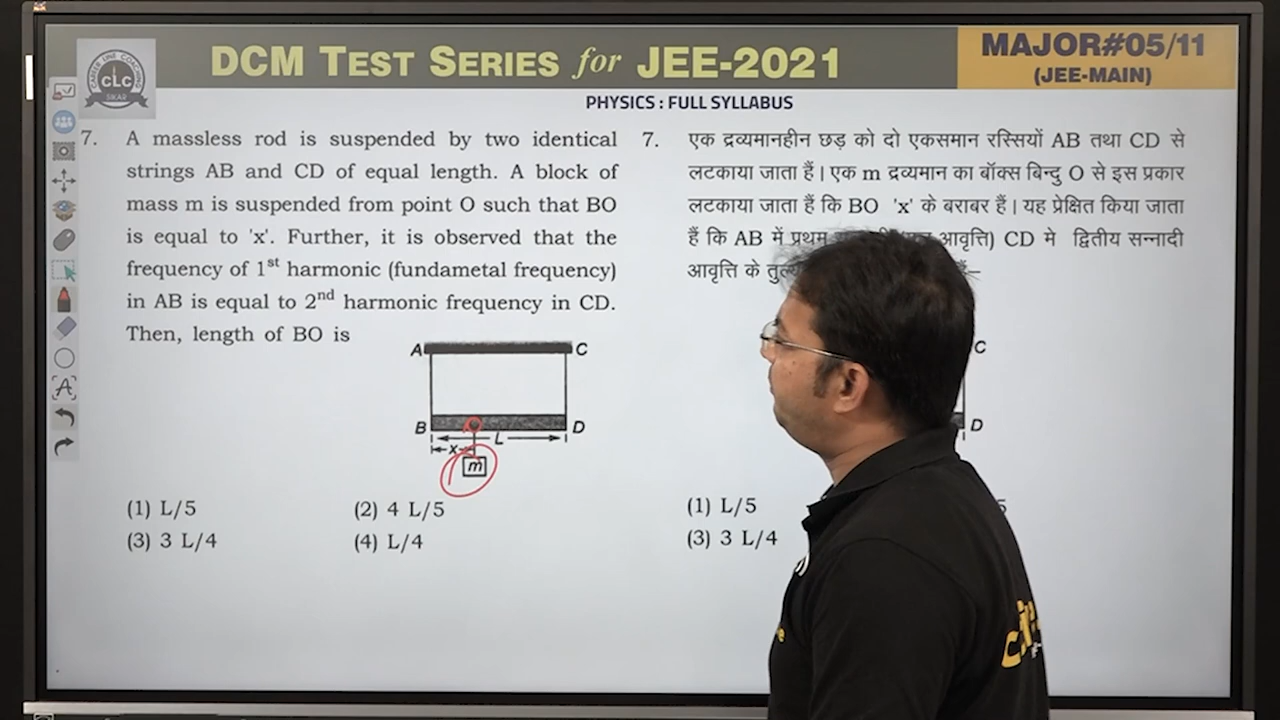 CAREER LINE COACHING
CLC
SIKAR
DCM TEST SERIES for JEE-2021
MAJOR#05/11
(JEE-MAIN)
PHYSICS : FULL SYLLABUS
7. A massless rod is suspended by two identical
strings AB and CD of equal length. A block of
mass m is suspended from point O such that BO
is equal to 'x'. Further, it is observed that the
frequency of 1st harmonic (fundametal frequency)
in AB is equal to 2nd harmonic frequency in CD.
Then, length of BO is
A C
B D
L
x
m
(1) L/5 (2) 4 L/5
(3) 3 L/4 (4) L/4
7. एक द्रव्यमानहीन छड़ को दो एकसमान रस्सियों AB तथा CD से
लटकाया जाता हैं। एक m द्रव्यमान का बॉक्स बिन्दु O से इस प्रकार
लटकाया जाता हैं कि BO 'x' के बराबर हैं। यह प्रेक्षित किया जाता
हैं कि AB में प्रथम आवृत्ति) CD मे द्वितीय सन्नादी
आवृत्ति के
C
D
(1) L/5
(3) 3 L/4